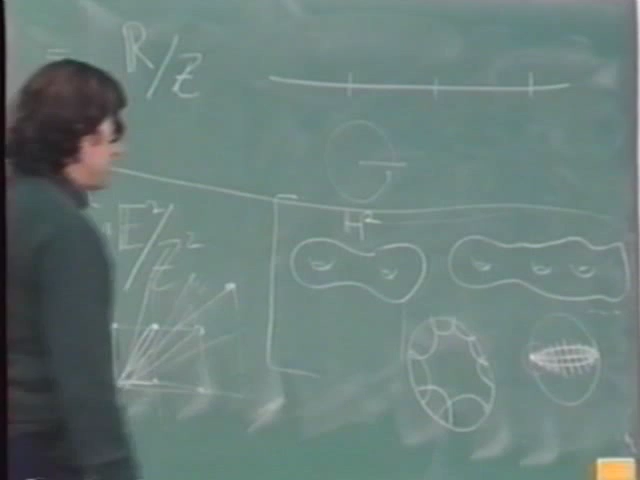 = ℝ/ℤ
𝔼²/ℤ²
ℍ²